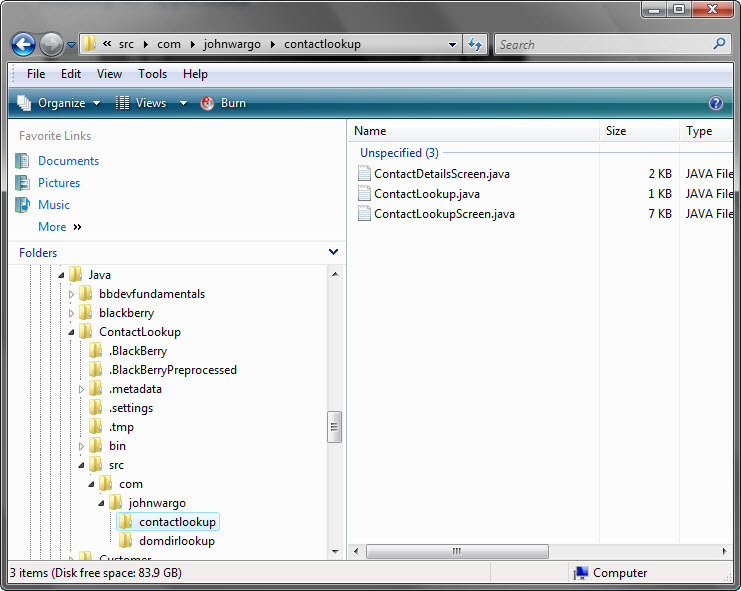 « src ▸ com ▸ johnwargo ▸ contactlookup Search
File Edit View Tools Help
Organize Views Burn
Favorite Links
Documents
Pictures
Music
More »
Folders
Java
bbdevfundamentals
blackberry
ContactLookup
.BlackBerry
.BlackBerryPreprocessed
.metadata
.settings
.tmp
bin
src
com
johnwargo
contactlookup
domdirlookup
Customer
Name Size Type
Unspecified (3)
ContactDetailsScreen.java 2 KB JAVA File
ContactLookup.java 1 KB JAVA File
ContactLookupScreen.java 7 KB JAVA File
3 items (Disk free space: 83.9 GB) Computer